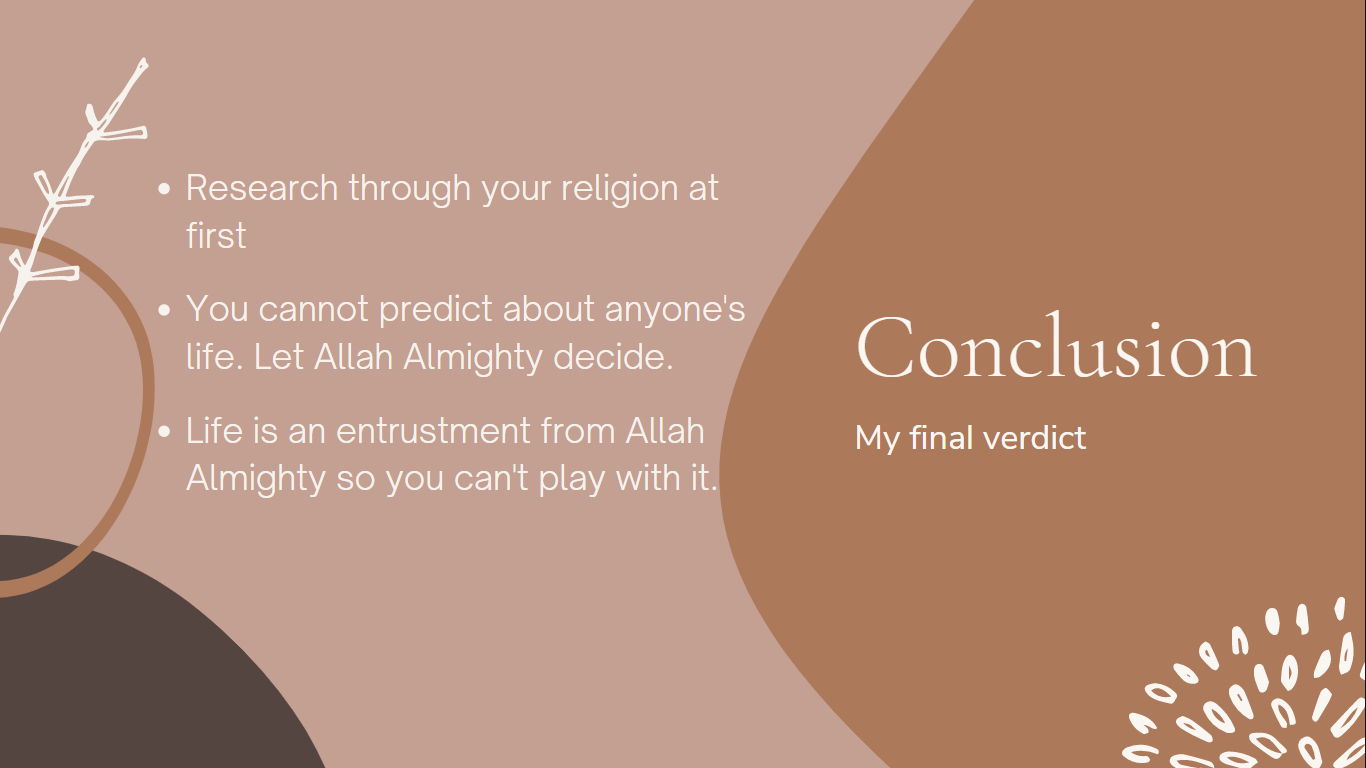 • Research through your religion at
first
• You cannot predict about anyone's
life. Let Allah Almighty decide.
• Life is an entrustment from Allah
Almighty so you can't play with it.
Conclusion
My final verdict